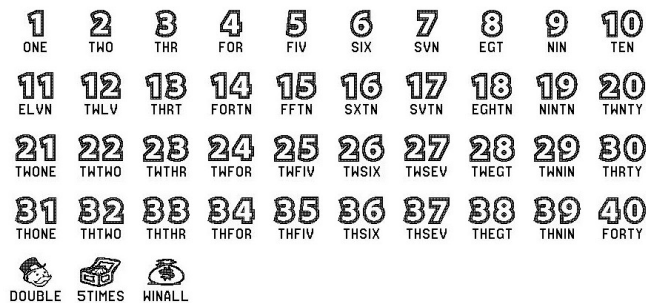 1 2 3 4 5 6 7 8 9 10
ONE TWO THR FOR FIV SIX SVN EGT NIN TEN
11 12 13 14 15 16 17 18 19 20
ELVN TWLV THRT FORTN FFTN SXTN SVTN EGHTN NINTN TWNTY
21 22 23 24 25 26 27 28 29 30
TWONE TWTWO TWTHR TWFOR TWFIV TWSIX TWSEV TWEGT TWNIN THRTY
31 32 33 34 35 36 37 38 39 40
THONE THTWO THTHR THFOR THFIV THSIX THSEV THEGT THNIN FORTY
$
DOUBLE 5TIMES WINALL